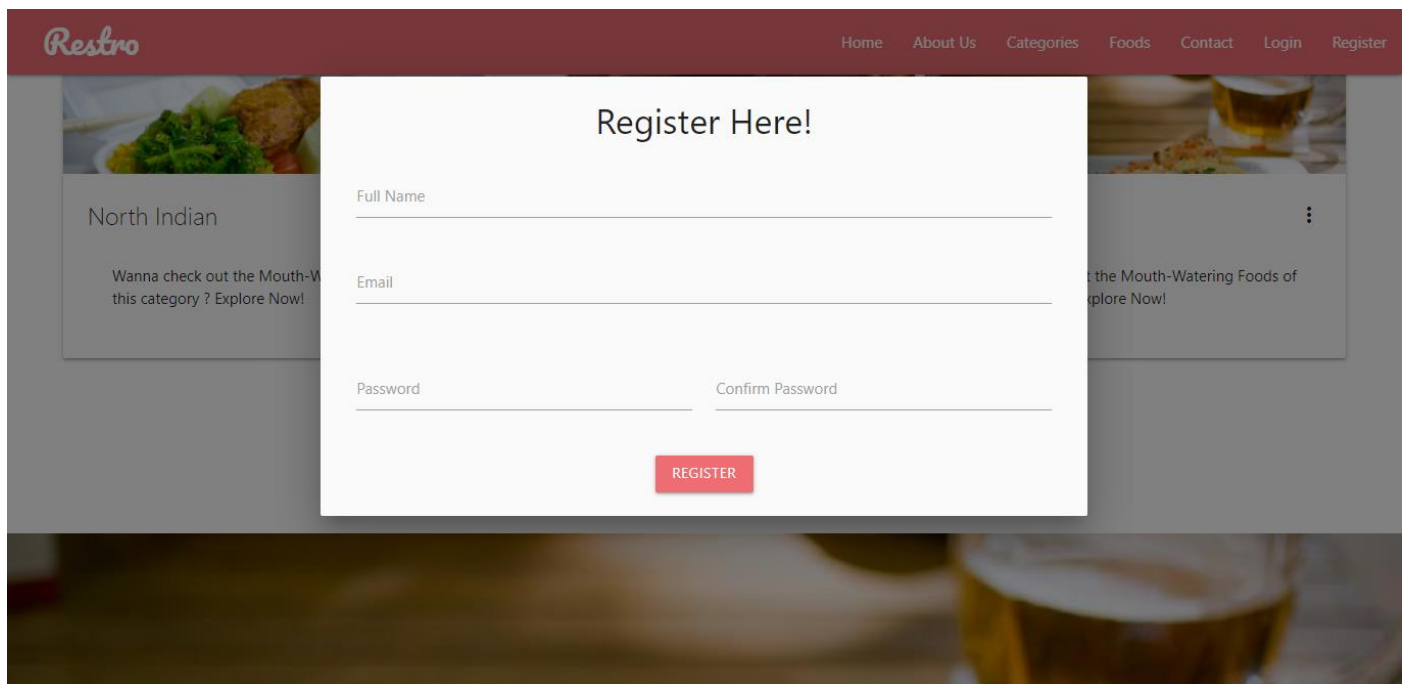 Restro
Home About Us Categories Foods Contact Login Register
Register Here!
Full Name
Email
Password Confirm Password
REGISTER
North Indian
Wanna check out the Mouth-W
this category ? Explore Now!
the Mouth-Watering Foods of
plore Now!